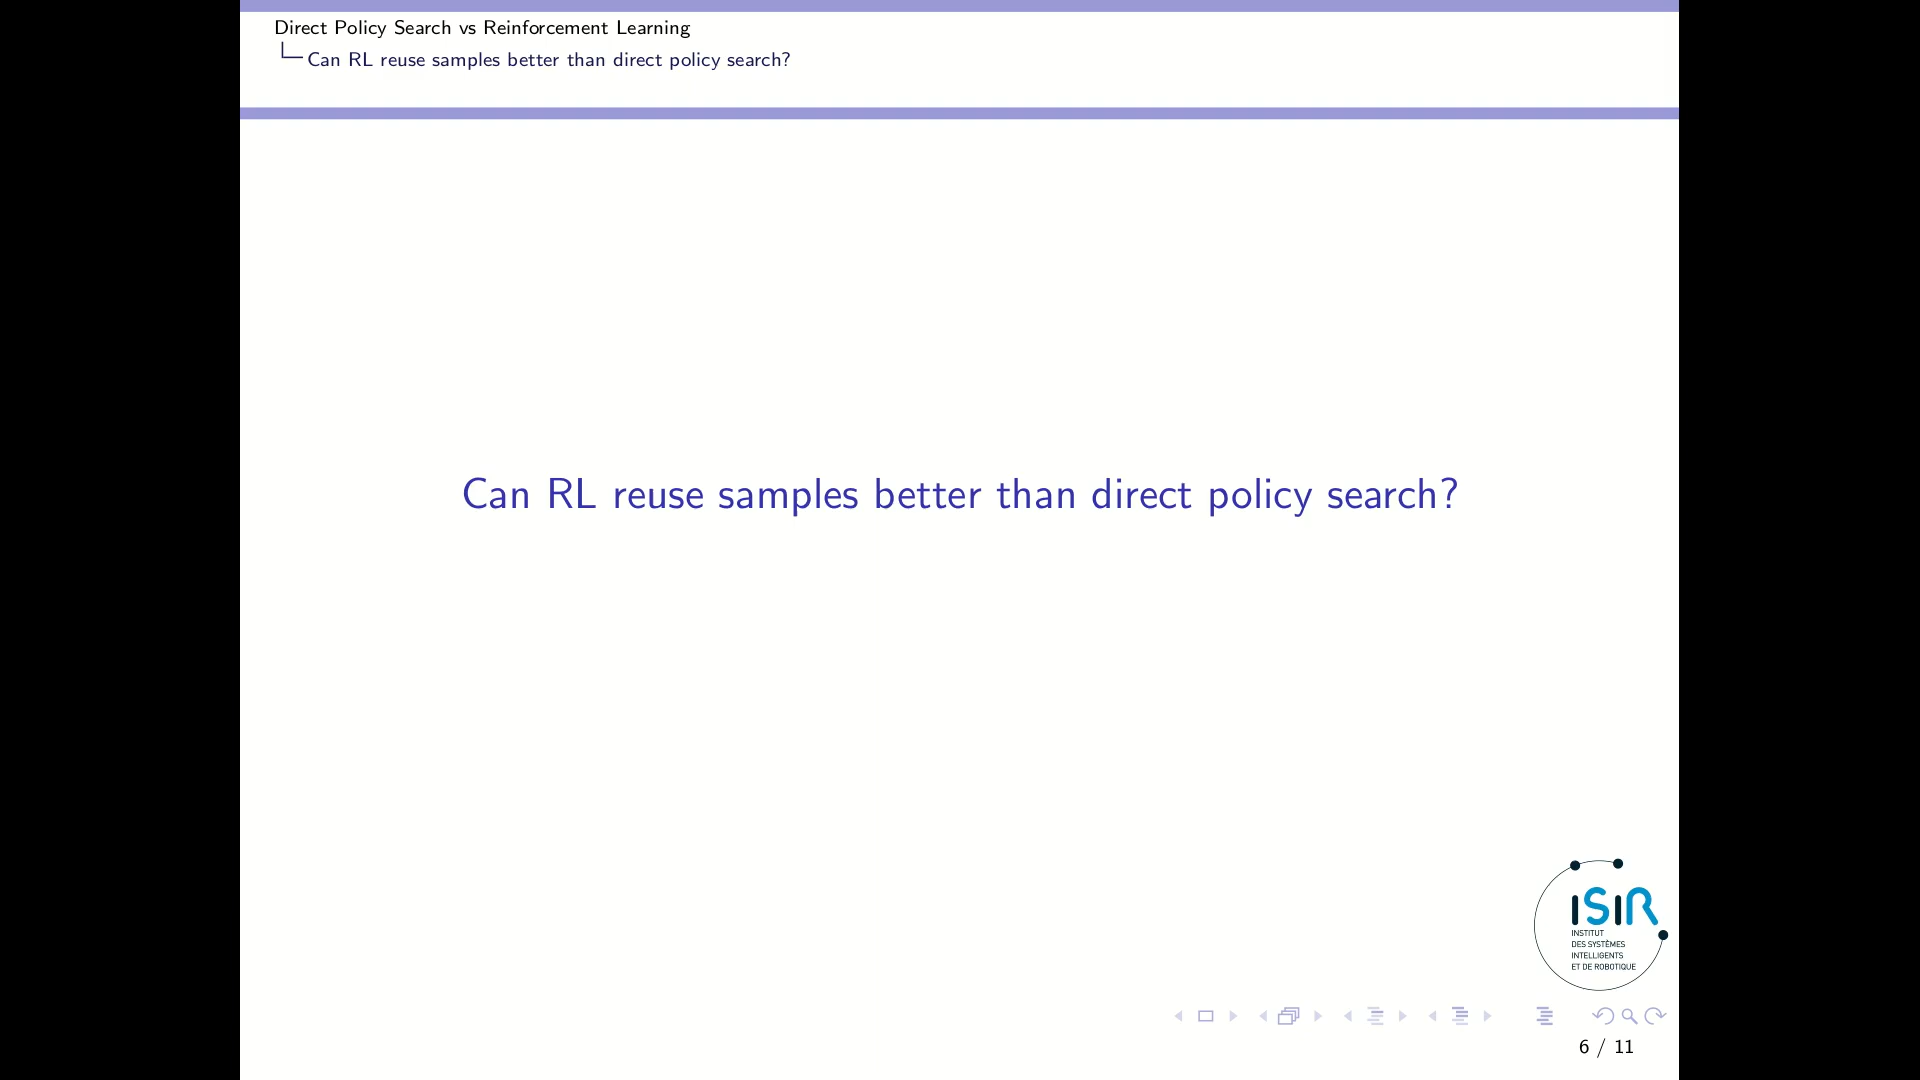 Direct Policy Search vs Reinforcement Learning
Can RL reuse samples better than direct policy search?
Can RL reuse samples better than direct policy search?
ISIR
INSTITUT
DES SYSTÈMES
INTELLIGENTS
ET DE ROBOTIQUE
6 / 11